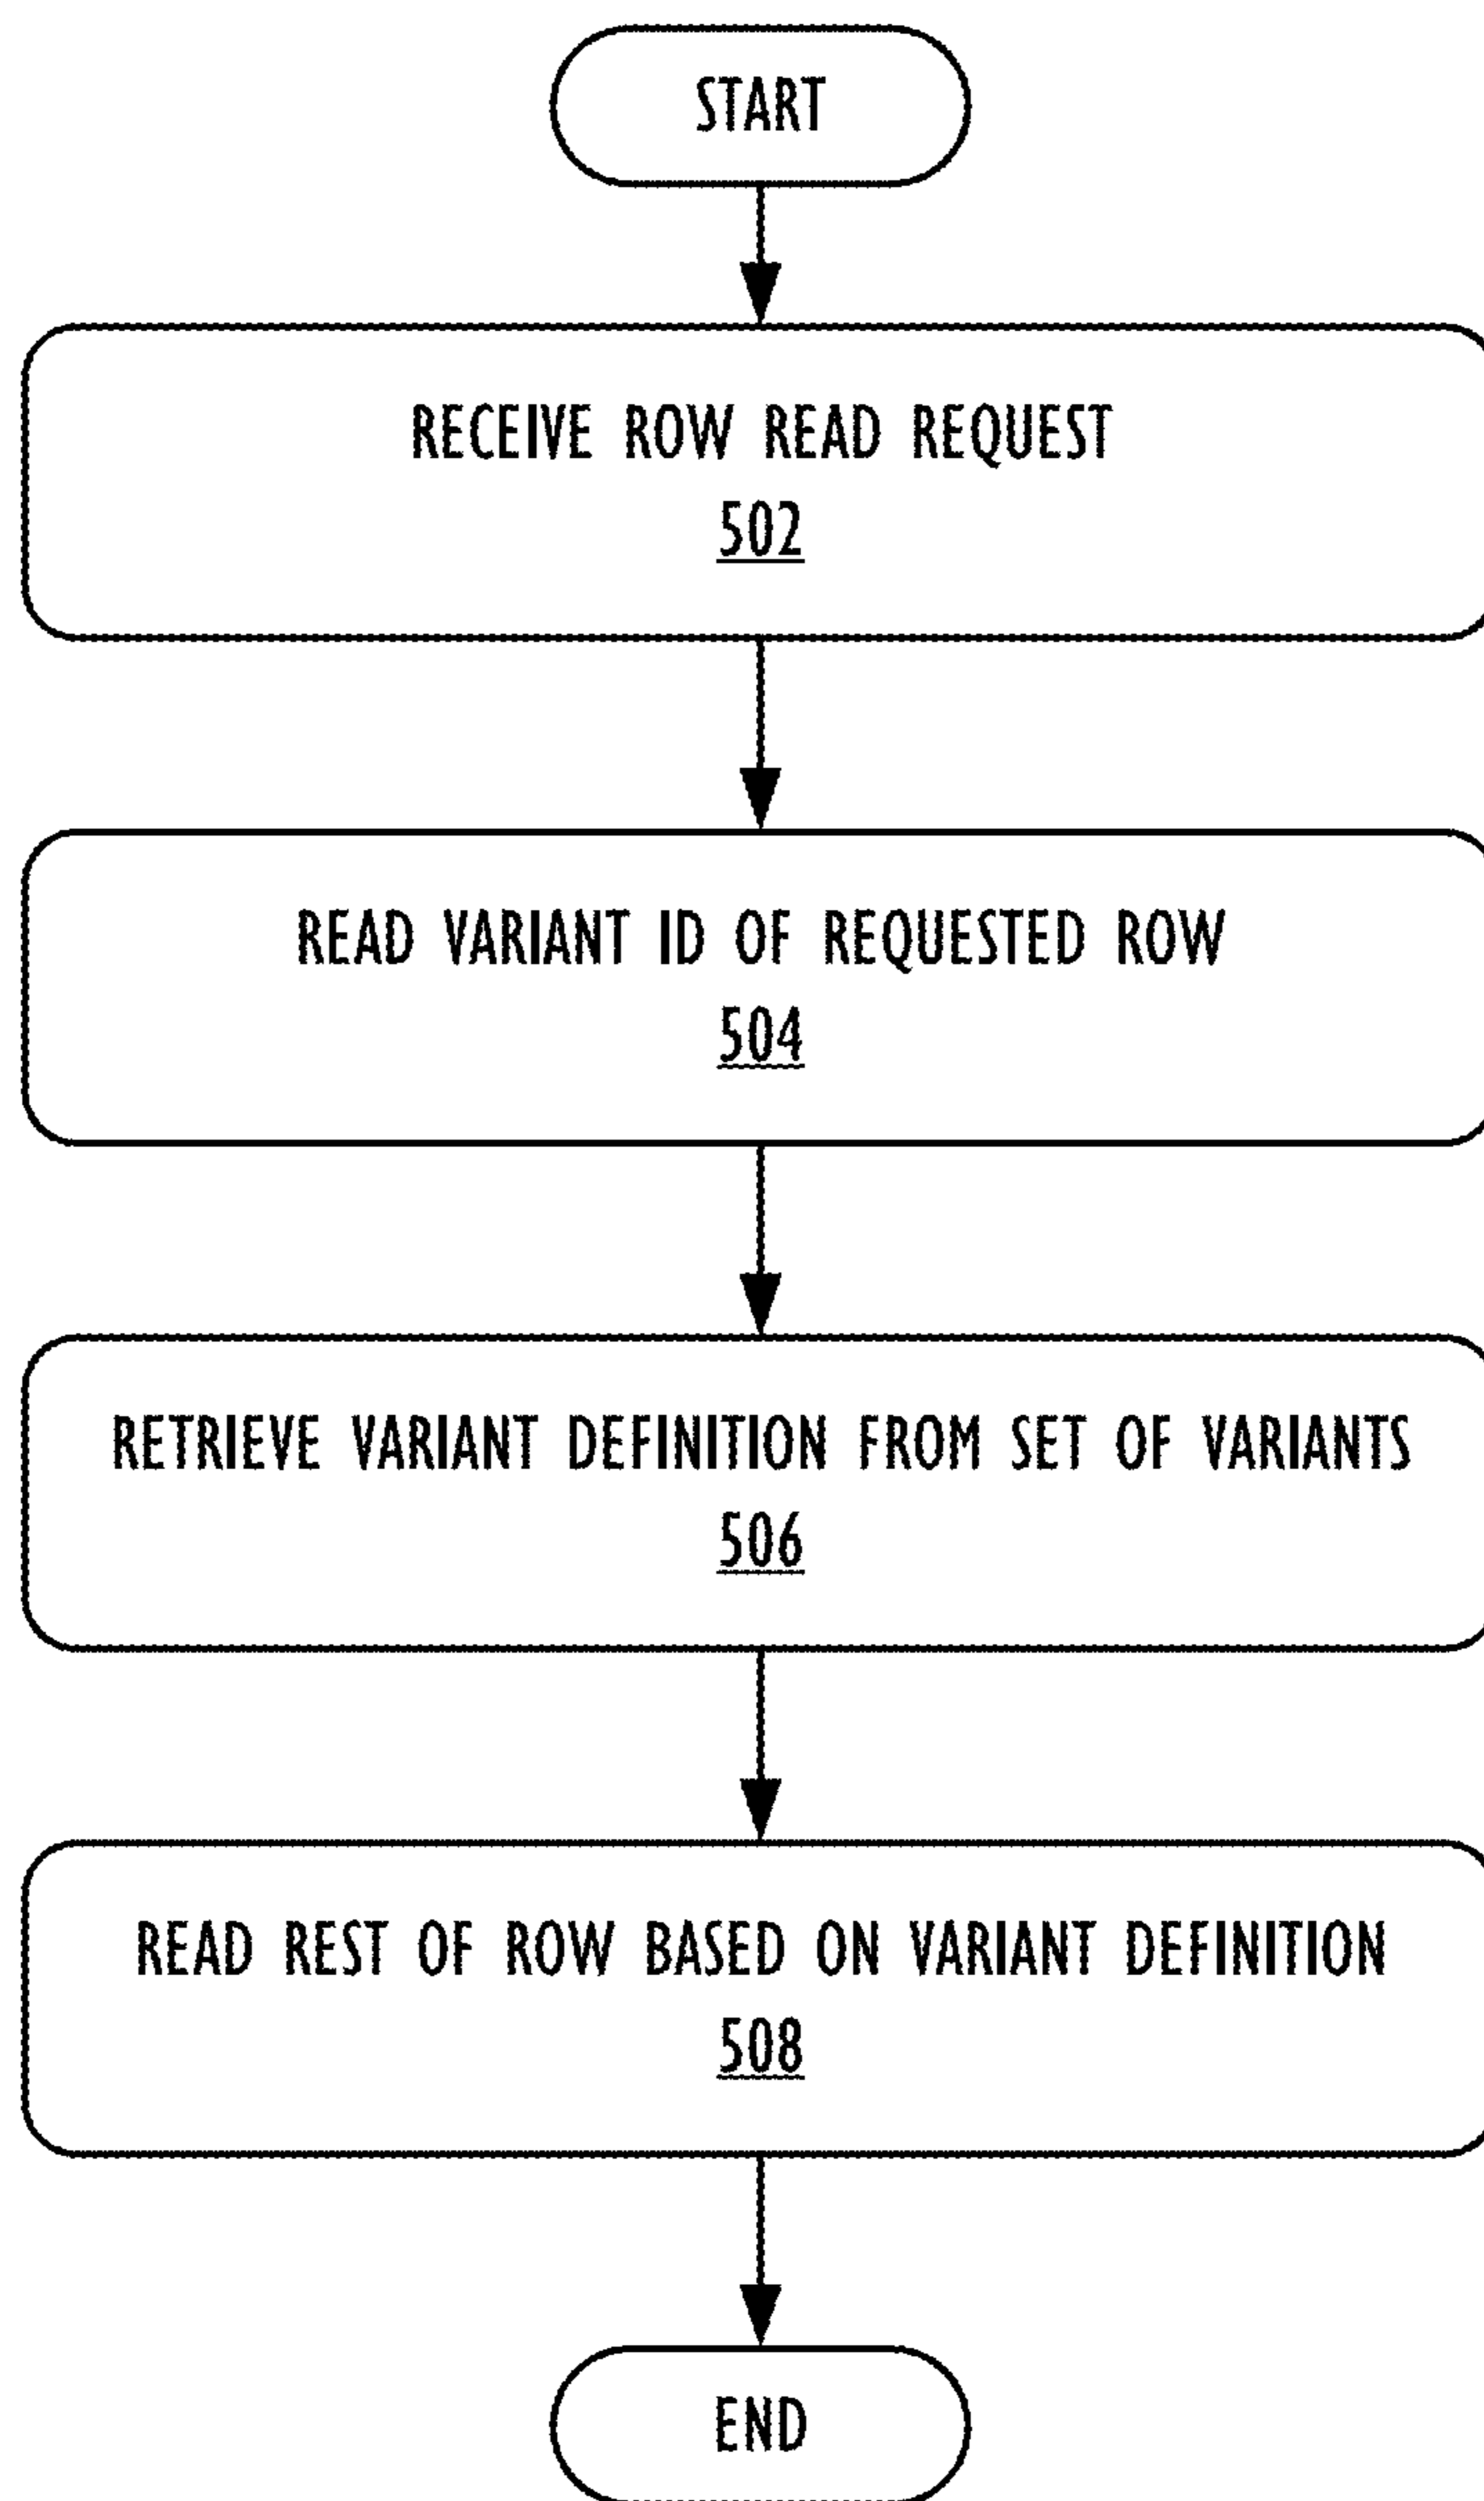 START
RECEIVE ROW READ REQUEST
502
READ VARIANT ID OF REQUESTED ROW
504
RETRIEVE VARIANT DEFINITION FROM SET OF VARIANTS
506
READ REST OF ROW BASED ON VARIANT DEFINITION
508
END